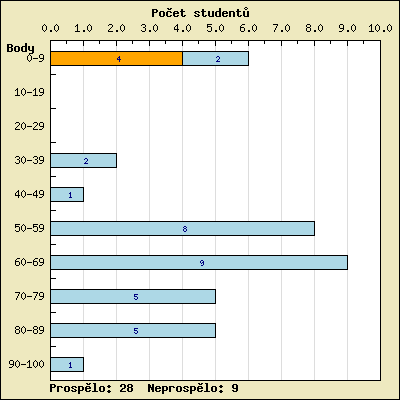 Počet studentů
0.0 1.0 2.0 3.0 4.0 5.0 6.0 7.0 8.0 9.0 10.0
Body
0-9 4 2
10-19
20-29
30-39 2
40-49 1
50-59 8
60-69 9
70-79 5
80-89 5
90-100 1
Prospělo: 28 Neprospělo: 9